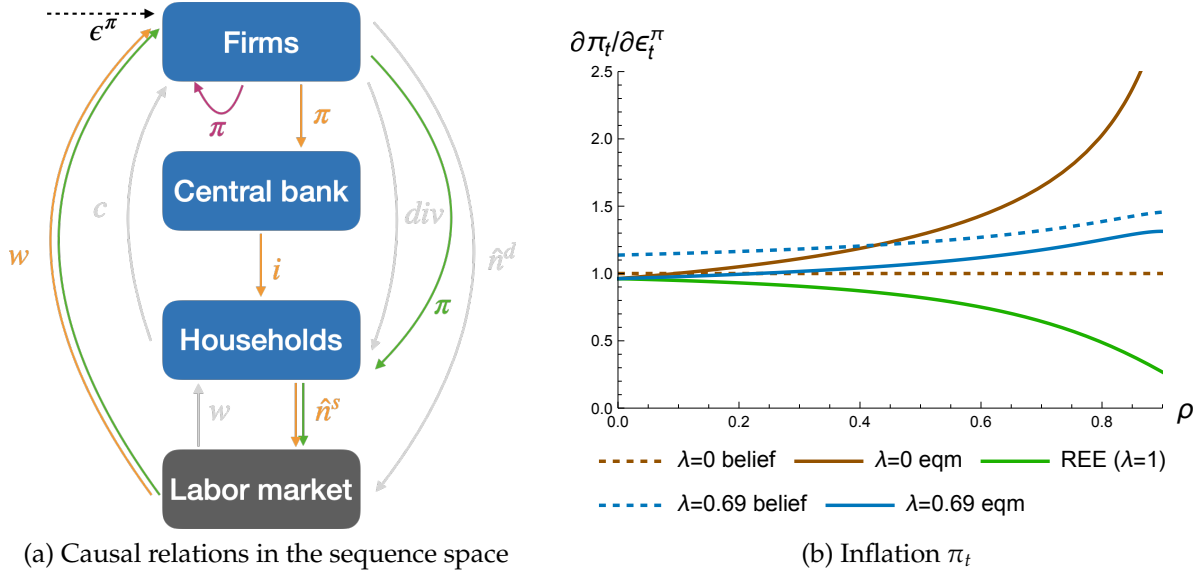 ϵ^π
Firms
π
π
Central bank
c
div
w
i
n̂^d
π
Households
w
n̂^s
Labor market
(a) Causal relations in the sequence space
∂π_t/∂ϵ_t^π
2.5
2.0
1.5
1.0
0.5
0.0
0.0
0.2
0.4
0.6
0.8
ρ
λ=0 belief
λ=0 eqm
REE (λ=1)
λ=0.69 belief
λ=0.69 eqm
(b) Inflation π_t